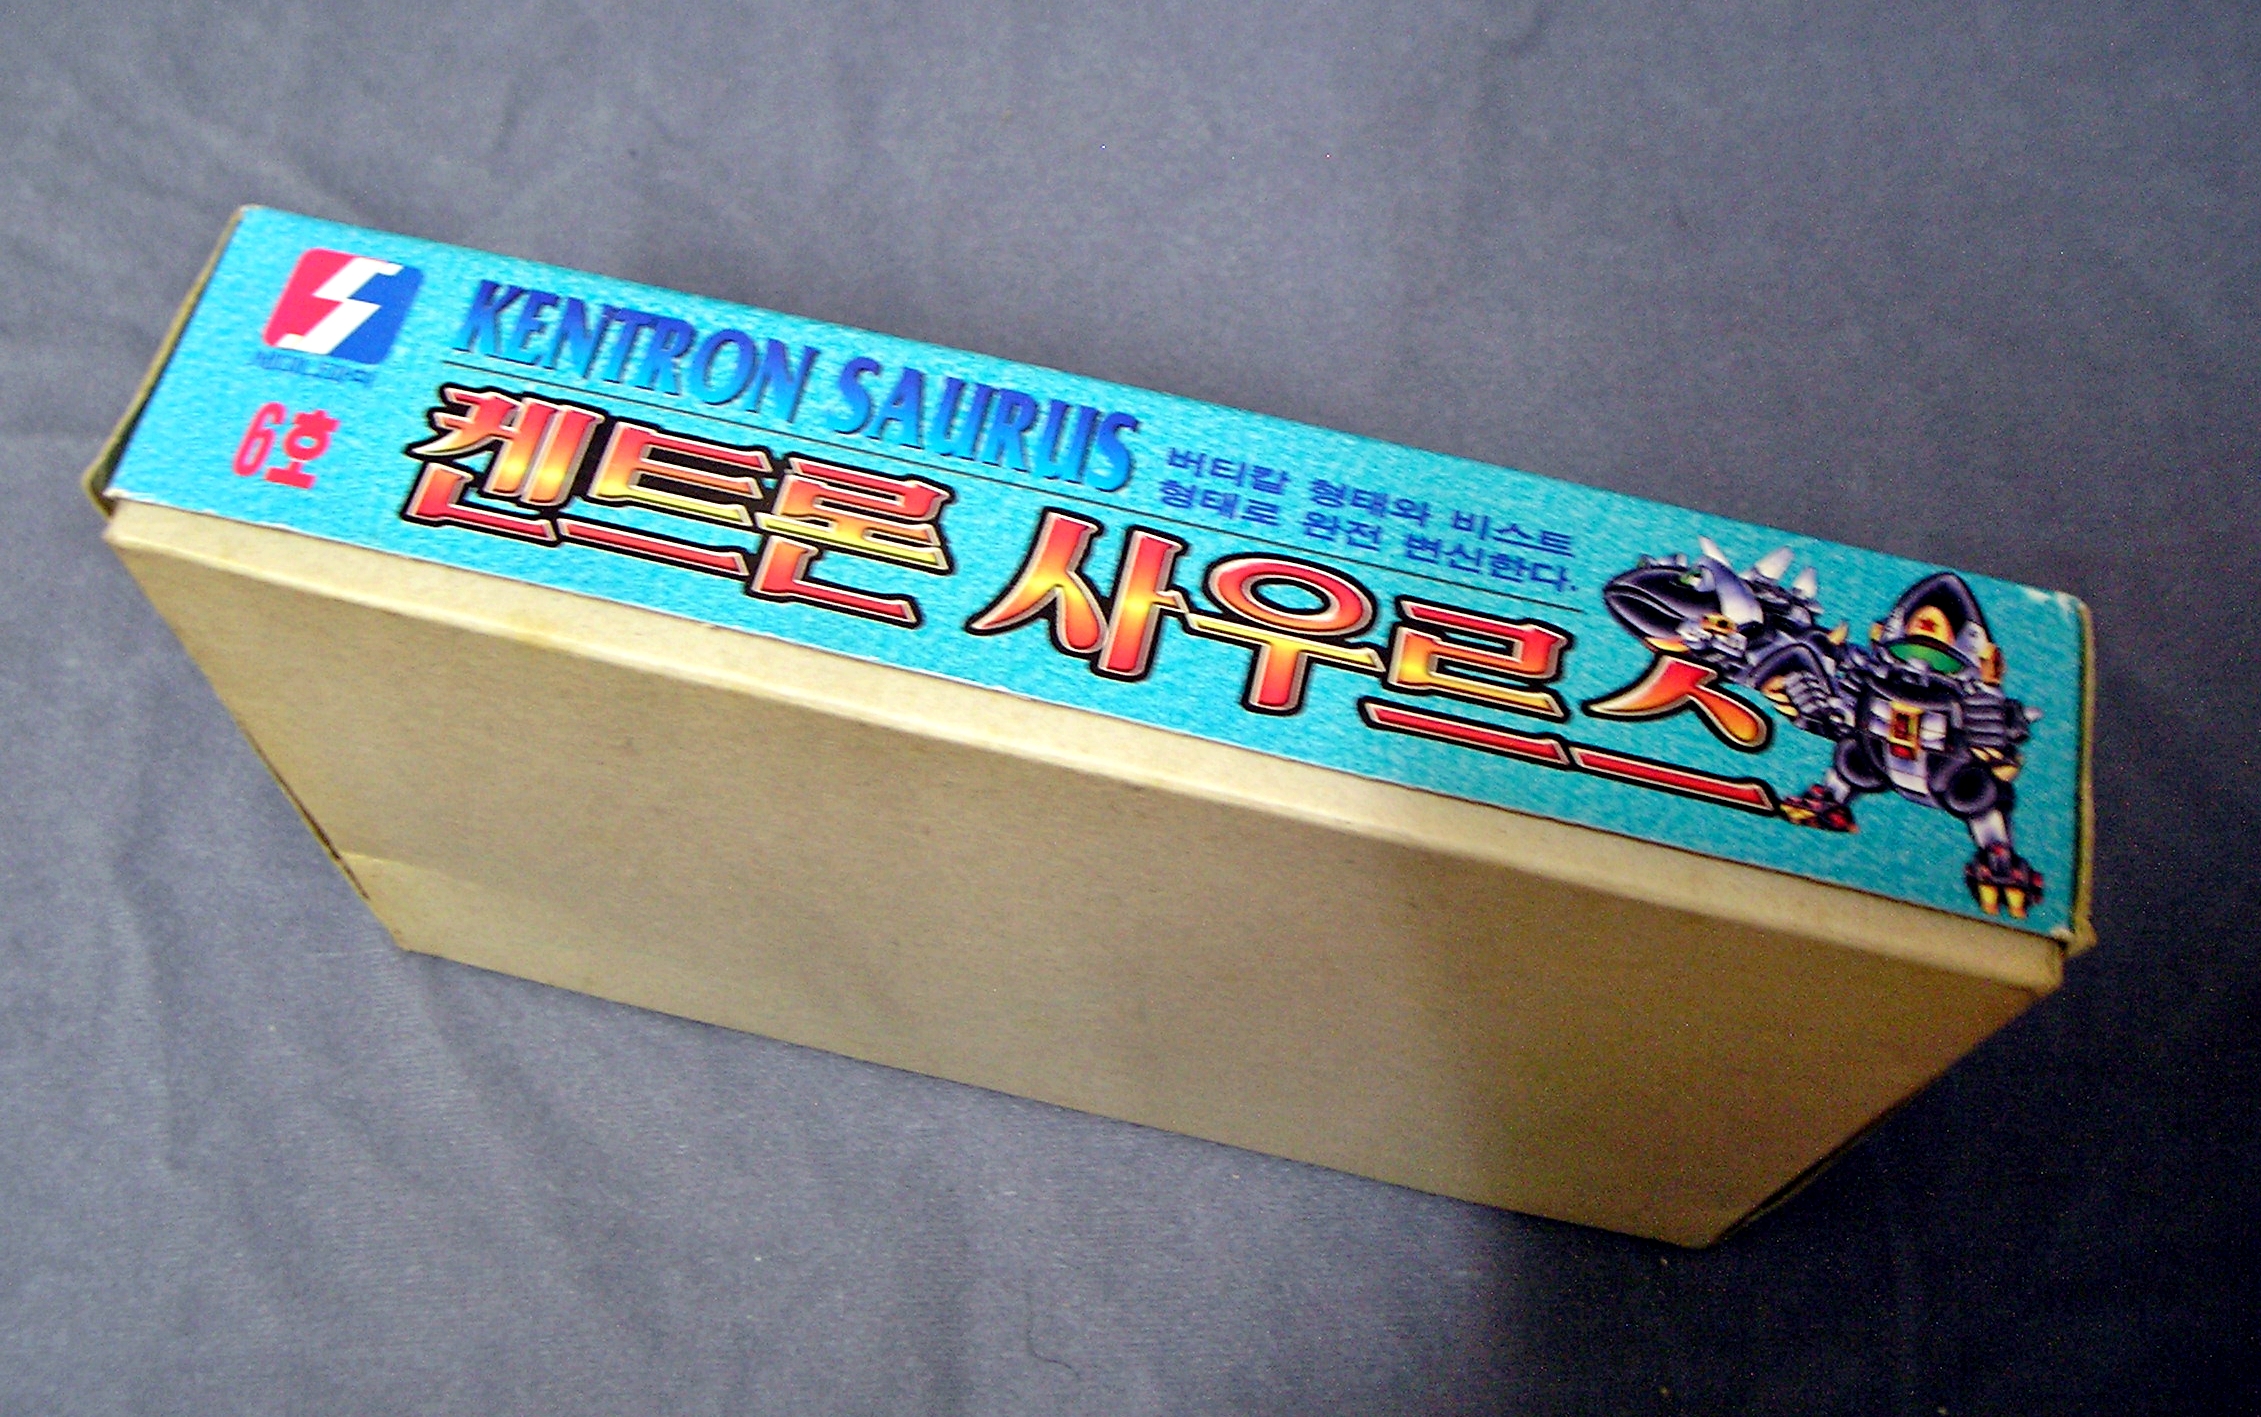 KENTRON SAURUS
버티칼 형태와 비스트
형태로 완전 변신한다.
6호
켄트론 사우르스